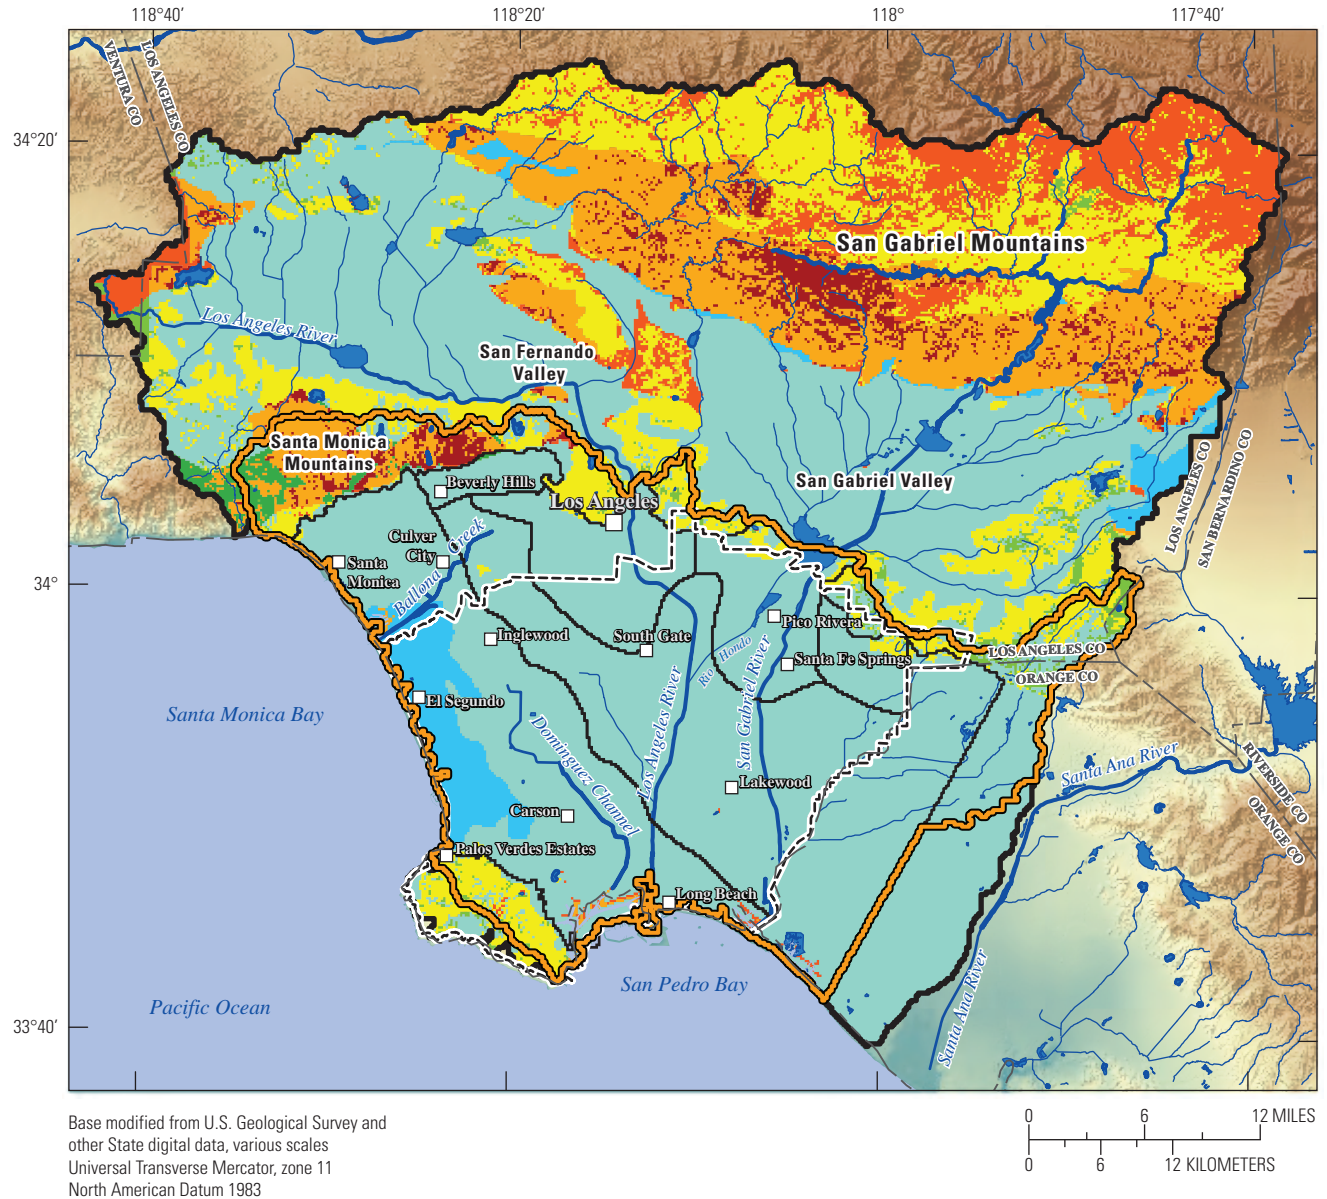 118°40'
118°20'
118°
117°40'
VENTURA CO
LOS ANGELES CO
34°20'
San Gabriel Mountains
Los Angeles River
San Fernando
Valley
Santa Monica
Mountains
San Gabriel Valley
LOS ANGELES CO
SAN BERNARDINO CO
Beverly Hills
Los Angeles
Culver
City
Ballona Creek
Santa
Monica
34°
Inglewood
South Gate
Pico Rivera
Rio Hondo
Santa Fe Springs
LOS ANGELES CO
ORANGE CO
El Segundo
Santa Monica Bay
Dominguez Channel
Los Angeles River
San Gabriel River
Lakewood
Carson
Santa Ana River
RIVERSIDE CO
ORANGE CO
Palos Verdes Estates
Long Beach
San Pedro Bay
Pacific Ocean
Santa Ana River
33°40'
Base modified from U.S. Geological Survey and
other State digital data, various scales
Universal Transverse Mercator, zone 11
North American Datum 1983
0 6 12 MILES
0 6 12 KILOMETERS